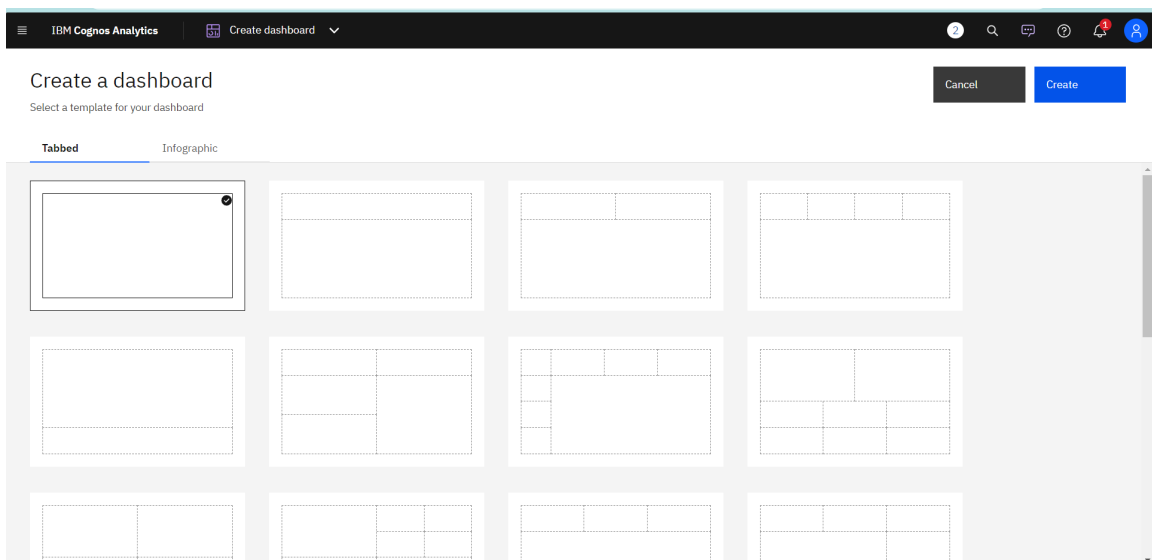 IBM Cognos Analytics
Create dashboard
2
1
Create a dashboard
Cancel
Create
Select a template for your dashboard
Tabbed
Infographic